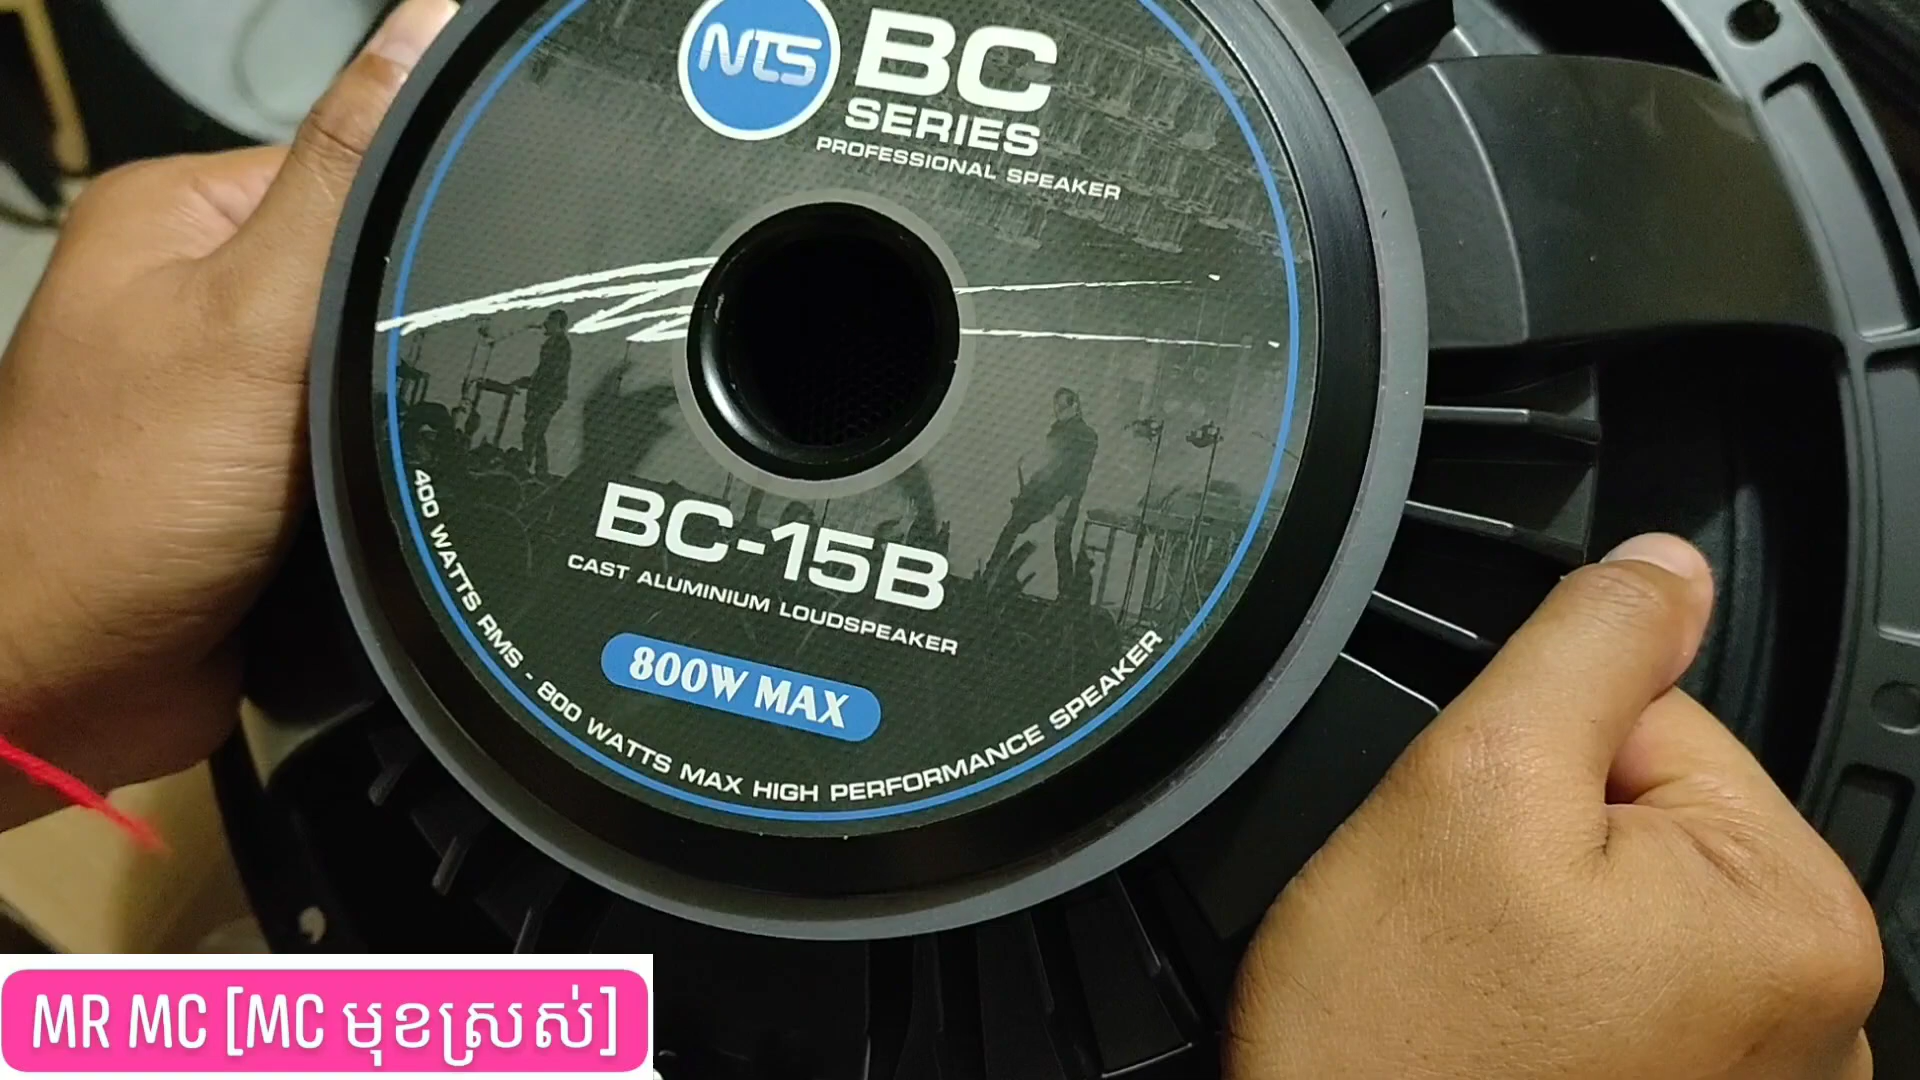 NTS
BC
SERIES
PROFESSIONAL SPEAKER
BC-15B
CAST ALUMINIUM LOUDSPEAKER
800W MAX
400 WATTS RMS - 800 WATTS MAX HIGH PERFORMANCE SPEAKER
MR MC [MC មុខស្រស់]